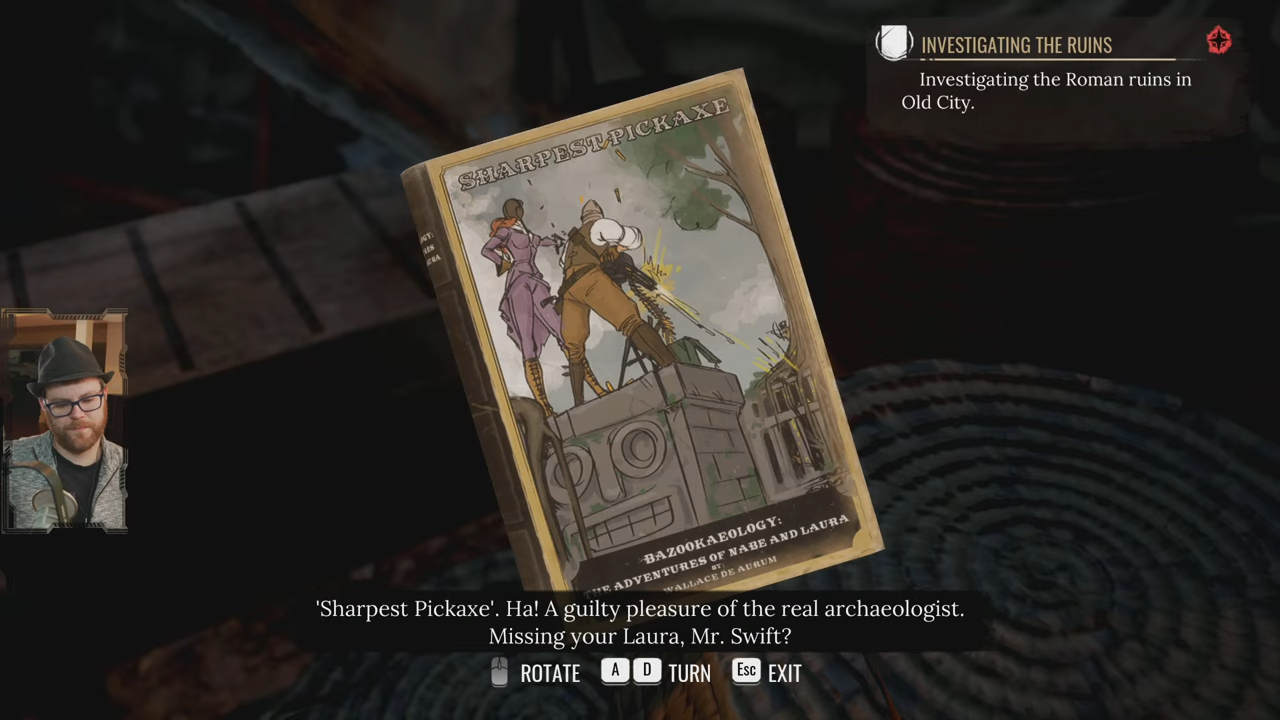 INVESTIGATING THE RUINS
Investigating the Roman ruins in
Old City.
SHARPEST PICKAXE
BAZOOKAEOLOGY:
THE ADVENTURES OF NABE AND LAURA
BY
WALLACE DE AURUM
'Sharpest Pickaxe'. Ha! A guilty pleasure of the real archaeologist.
Missing your Laura, Mr. Swift?
ROTATE A D TURN Esc EXIT